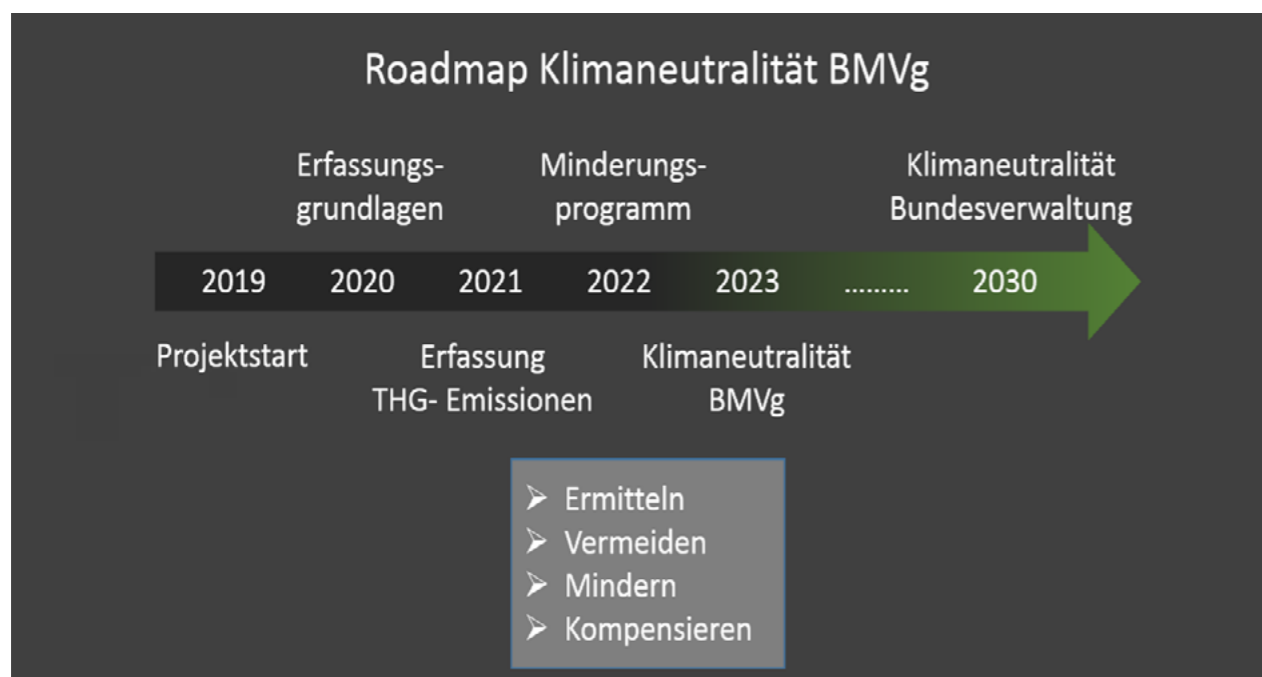 Roadmap Klimaneutralität BMVg
Erfassungs-
grundlagen
Minderungs-
programm
Klimaneutralität
Bundesverwaltung
2019 2020 2021 2022 2023 ......... 2030
Projektstart
Erfassung
THG- Emissionen
Klimaneutralität
BMVg
➢ Ermitteln
➢ Vermeiden
➢ Mindern
➢ Kompensieren